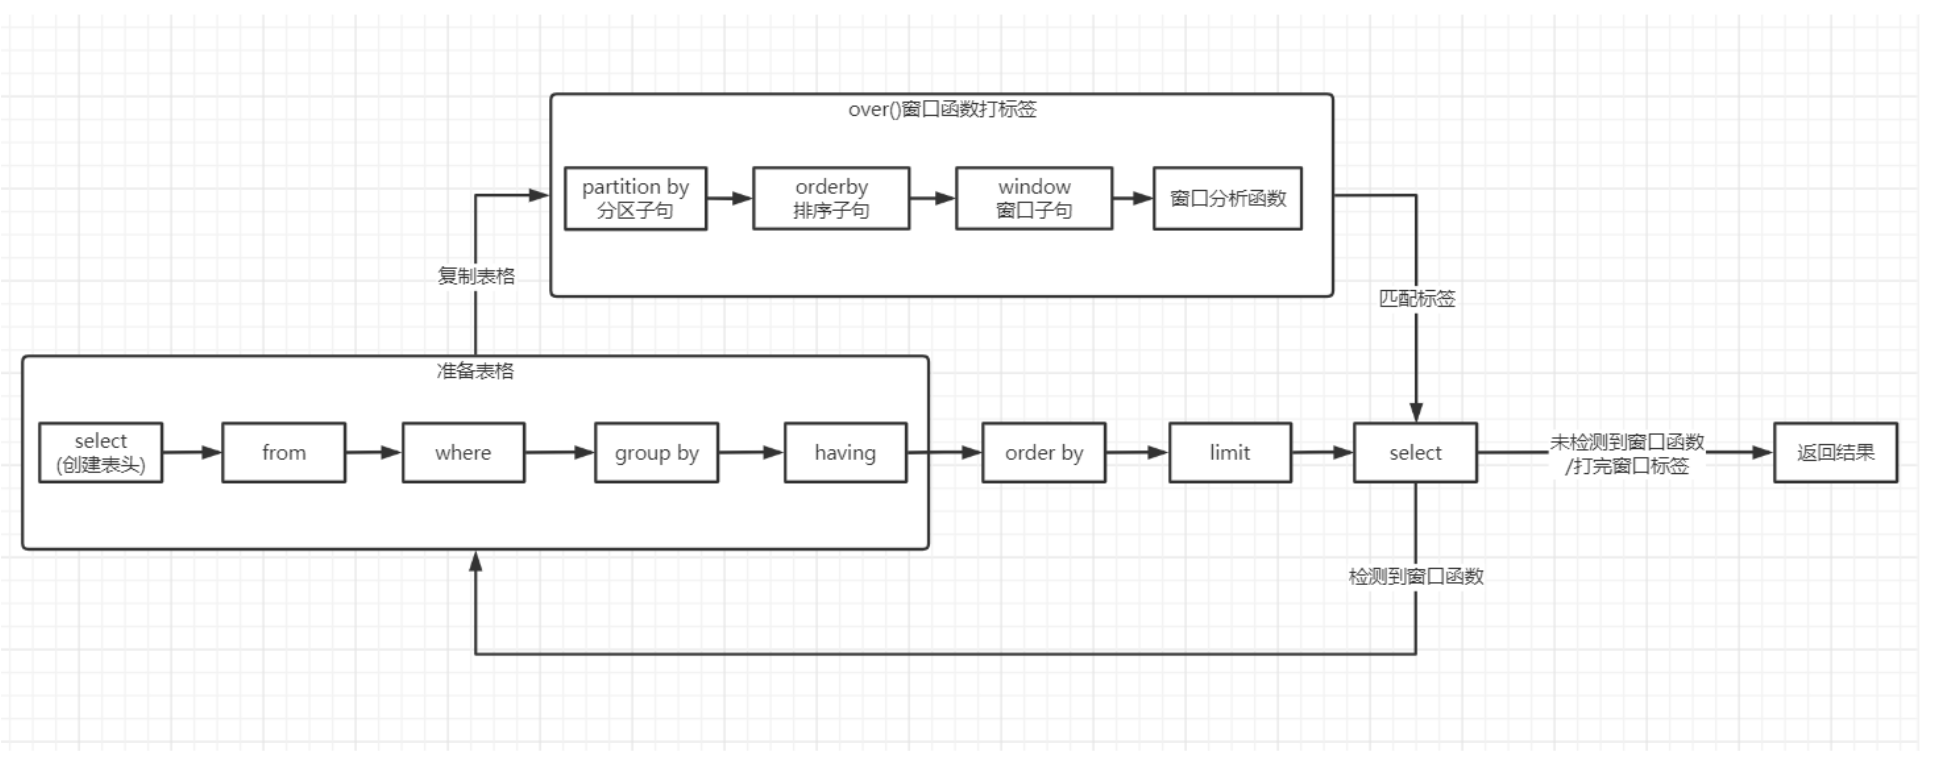 over()窗口函数打标签
partition by
分区子句
orderby
排序子句
window
窗口子句
窗口分析函数
复制表格
匹配标签
准备表格
select
(创建表头)
from
where
group by
having
order by
limit
select
未检测到窗口函数
/打完窗口标签
返回结果
检测到窗口函数